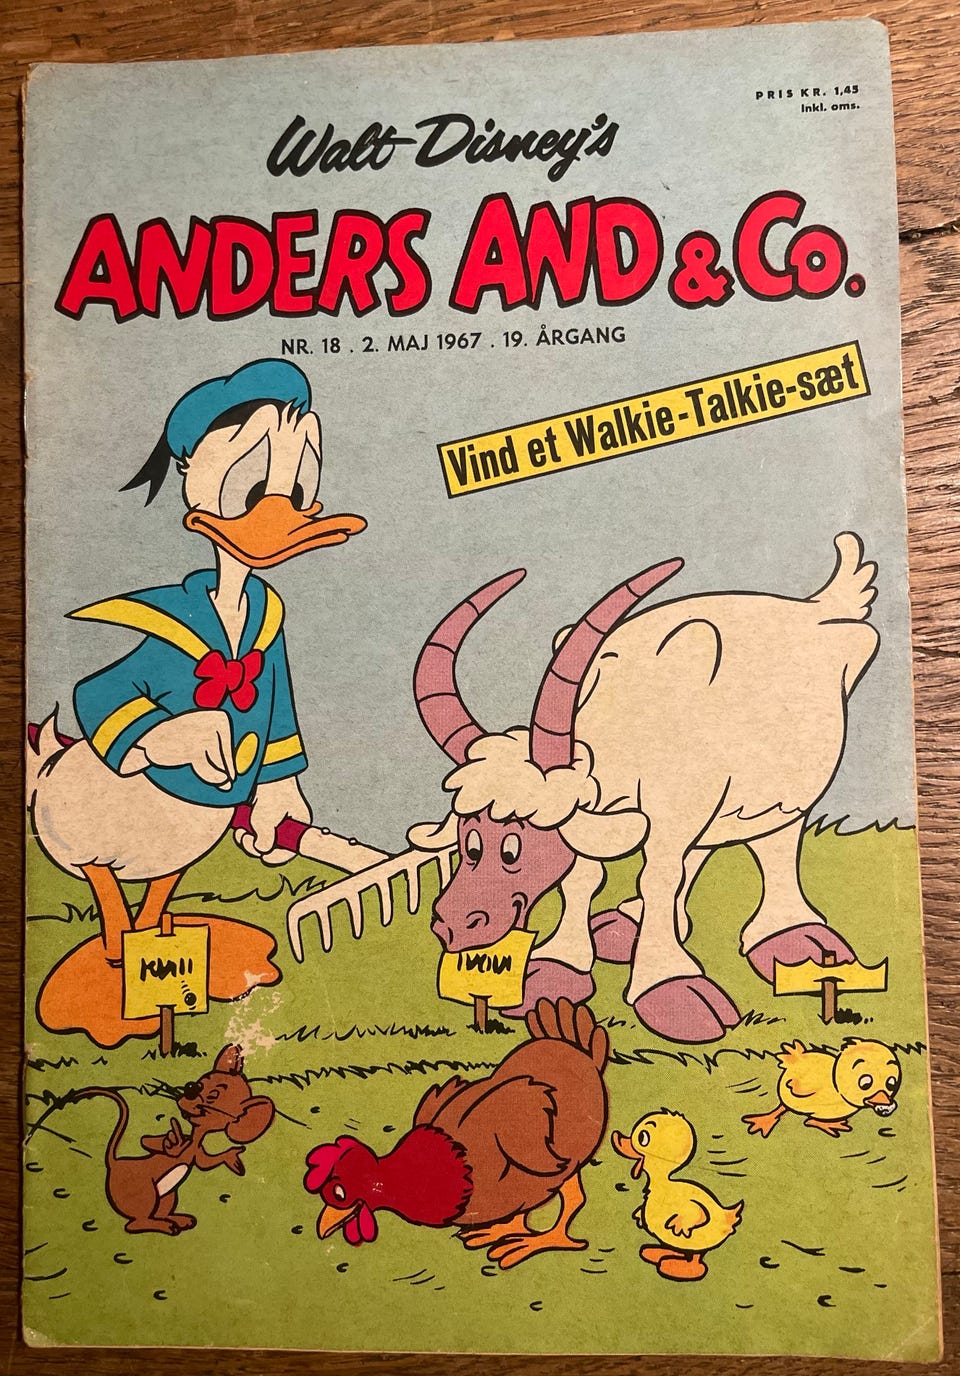 PRIS KR. 1,45
Inkl. oms.
Walt Disney's
ANDERS AND & Co.
NR. 18 . 2. MAJ 1967 . 19. ÅRGANG
Vind et Walkie-Talkie-sæt